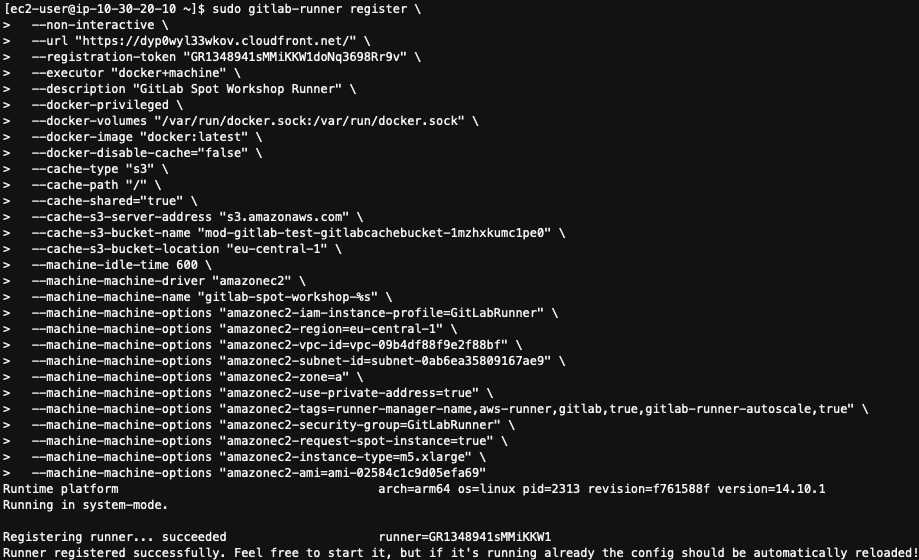 [ec2-user@ip-10-30-20-10 ~]$ sudo gitlab-runner register \
>   --non-interactive \
>   --url "https://dyp0wyl33wkov.cloudfront.net/" \
>   --registration-token "GR1348941sMMiKKW1doNq3698Rr9v" \
>   --executor "docker+machine" \
>   --description "GitLab Spot Workshop Runner" \
>   --docker-privileged \
>   --docker-volumes "/var/run/docker.sock:/var/run/docker.sock" \
>   --docker-image "docker:latest" \
>   --docker-disable-cache="false" \
>   --cache-type "s3" \
>   --cache-path "/" \
>   --cache-shared="true" \
>   --cache-s3-server-address "s3.amazonaws.com" \
>   --cache-s3-bucket-name "mod-gitlab-test-gitlabcachebucket-1mzhxkumc1pe0" \
>   --cache-s3-bucket-location "eu-central-1" \
>   --machine-idle-time 600 \
>   --machine-machine-driver "amazonec2" \
>   --machine-machine-name "gitlab-spot-workshop-%s" \
>   --machine-machine-options "amazonec2-iam-instance-profile=GitLabRunner" \
>   --machine-machine-options "amazonec2-region=eu-central-1" \
>   --machine-machine-options "amazonec2-vpc-id=vpc-09b4df88f9e2f88bf" \
>   --machine-machine-options "amazonec2-subnet-id=subnet-0ab6ea35809167ae9" \
>   --machine-machine-options "amazonec2-zone=a" \
>   --machine-machine-options "amazonec2-use-private-address=true" \
>   --machine-machine-options "amazonec2-tags=runner-manager-name,aws-runner,gitlab,true,gitlab-runner-autoscale,true" \
>   --machine-machine-options "amazonec2-security-group=GitLabRunner" \
>   --machine-machine-options "amazonec2-request-spot-instance=true" \
>   --machine-machine-options "amazonec2-instance-type=m5.xlarge" \
>   --machine-machine-options "amazonec2-ami=ami-02584c1c9d05efa69"
Runtime platform                                    arch=arm64 os=linux pid=2313 revision=f761588f version=14.10.1
Running in system-mode.

Registering runner... succeeded                     runner=GR1348941sMMiKKW1
Runner registered successfully. Feel free to start it, but if it's running already the config should be automatically reloaded!